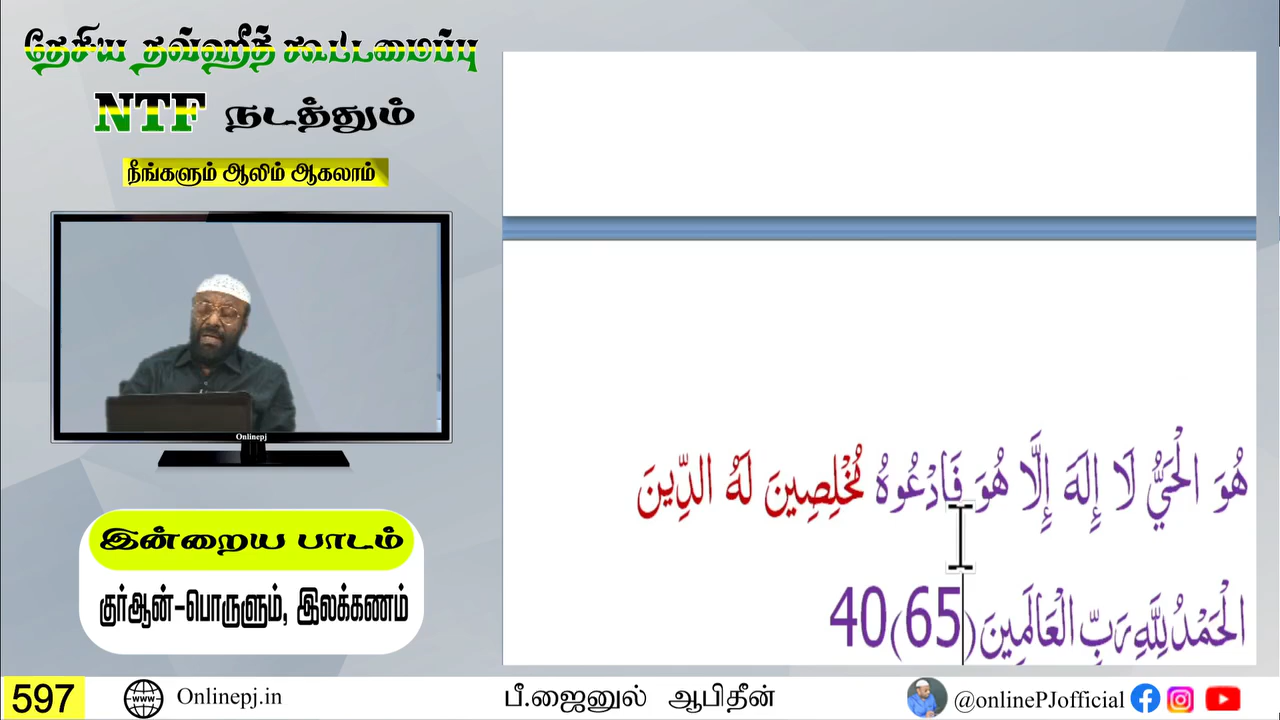 தேசிய தவ்ஹீத் கூட்டமைப்பு
NTF நடத்தும்
நீங்களும் ஆலிம் ஆகலாம்
Onlinepj
இன்றைய பாடம்
குர்ஆன்-பொருளும், இலக்கணம்
هُوَ الْحَيُّ لَا إِلَهَ إِلَّا هُوَ فَادْعُوهُ مُخْلِصِينَ لَهُ الدِّينَ
الْحَمْدُ لِلَّهِ رَبِّ الْعَالَمِينَ(65)40
597
www
Onlinepj.in
பீ.ஜைனுல் ஆபிதீன்
@onlinePJofficial